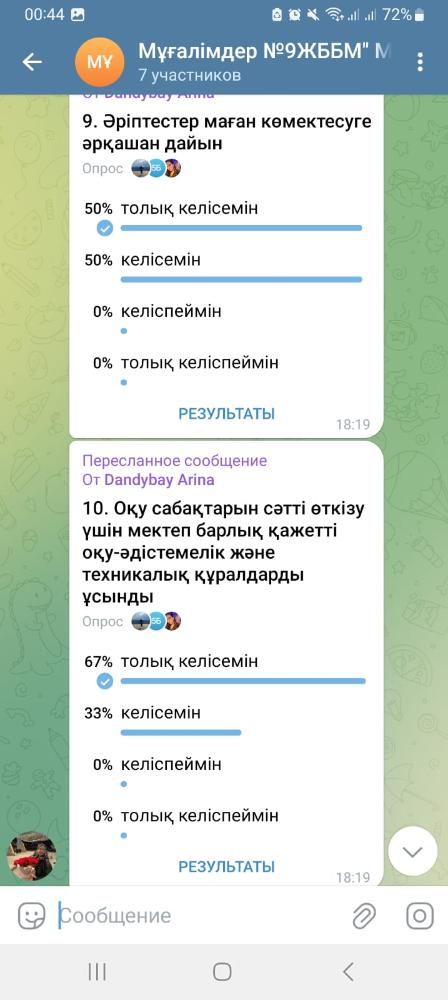 00:44
72%
МҰ
Мұғалімдер №9ЖББМ" М
7 участников
От Dandybay Arina
9. Әріптестер маған көмектесуге
әрқашан дайын
Опрос 5Б
50% толық келісемін
50% келісемін
0% келіспеймін
0% толық келіспеймін
РЕЗУЛЬТАТЫ
18:19
Пересланное сообщение
От Dandybay Arina
10. Оқу сабақтарын сәтті өткізу
үшін мектеп барлық қажетті
оқу-әдістемелік және
техникалық құралдарды
ұсынды
Опрос 5Б
67% толық келісемін
33% келісемін
0% келіспеймін
0% толық келіспеймін
РЕЗУЛЬТАТЫ
18:19
Сообщение